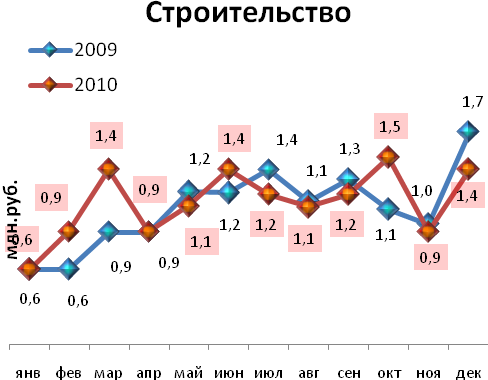 Строительство
2009
2010
млн.руб.
1,7
1,5
1,4 1,4 1,4
1,3
1,2
1,1
0,9 0,9 1,0
1,4
0,6
1,2 1,2 1,2
1,1 1,1 1,1
0,9 0,9 0,9
0,6 0,6
янв фев мар апр май июн июл авг сен окт ноя дек